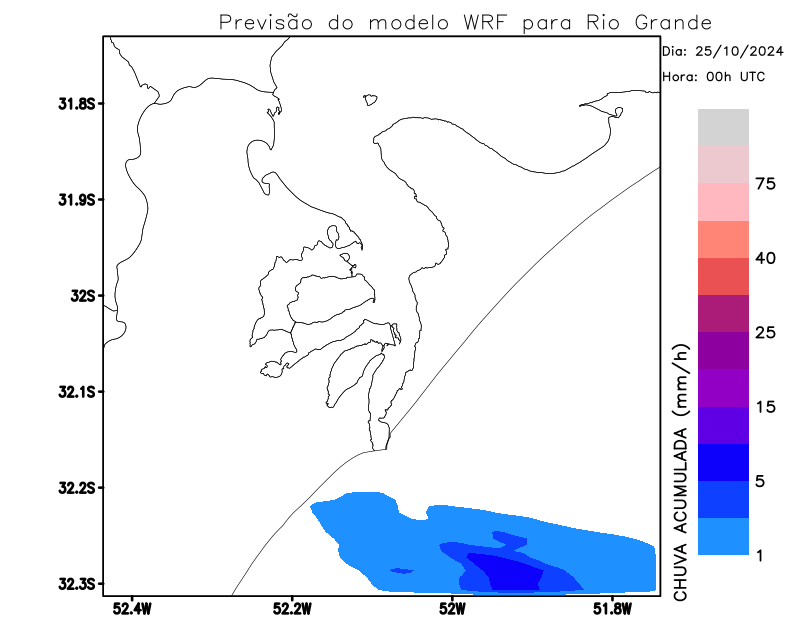 Previsão do modelo WRF para Rio Grande
Dia: 25/10/2024
Hora: 00h UTC
31.8S
31.9S
32S
32.1S
32.2S
32.3S
52.4W
52.2W
52W
51.8W
75
40
25
15
5
1
CHUVA ACUMULADA (mm/h)